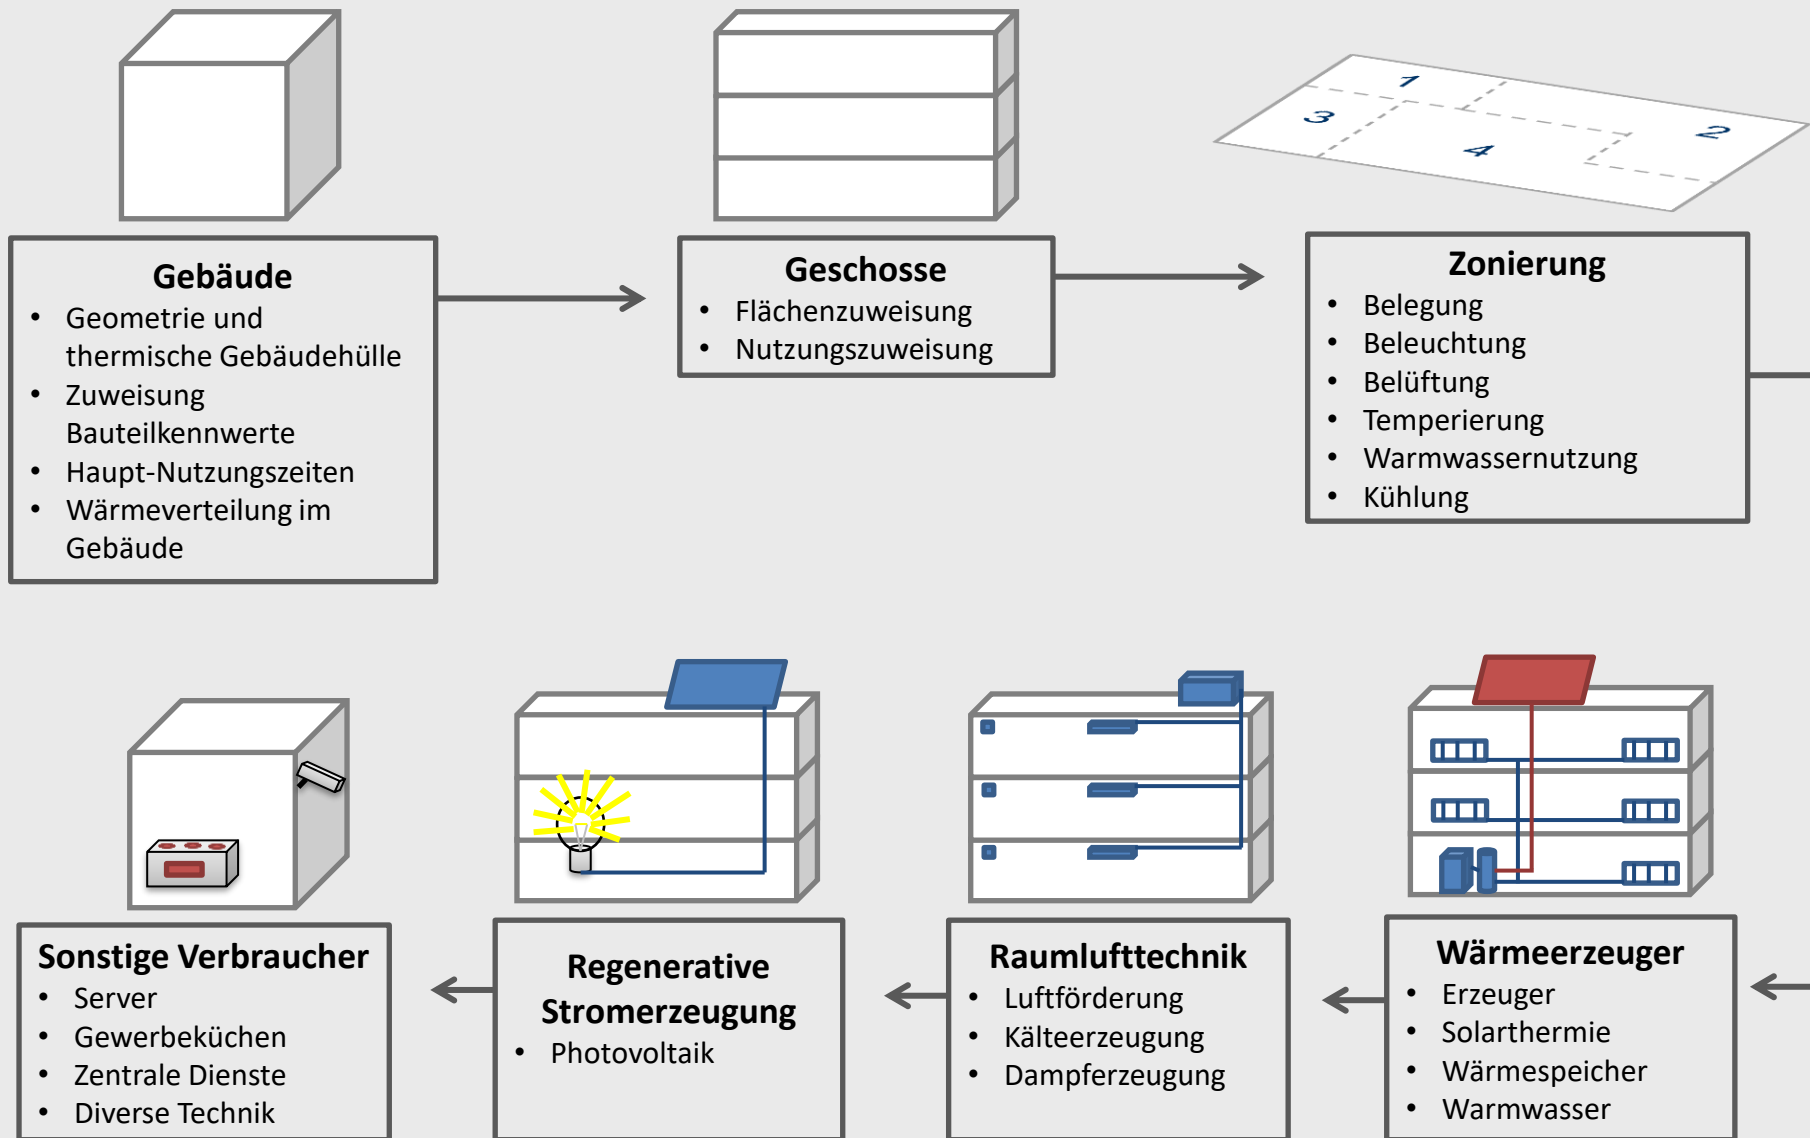 1
2
3
4
Gebäude
• Geometrie und
thermische Gebäudehülle
• Zuweisung
Bauteilkennwerte
• Haupt-Nutzungszeiten
• Wärmeverteilung im
Gebäude
Geschosse
• Flächenzuweisung
• Nutzungszuweisung
Zonierung
• Belegung
• Beleuchtung
• Belüftung
• Temperierung
• Warmwassernutzung
• Kühlung
Sonstige Verbraucher
• Server
• Gewerbeküchen
• Zentrale Dienste
• Diverse Technik
Regenerative
Stromerzeugung
• Photovoltaik
Raumlufttechnik
• Luftförderung
• Kälteerzeugung
• Dampferzeugung
Wärmeerzeuger
• Erzeuger
• Solarthermie
• Wärmespeicher
• Warmwasser